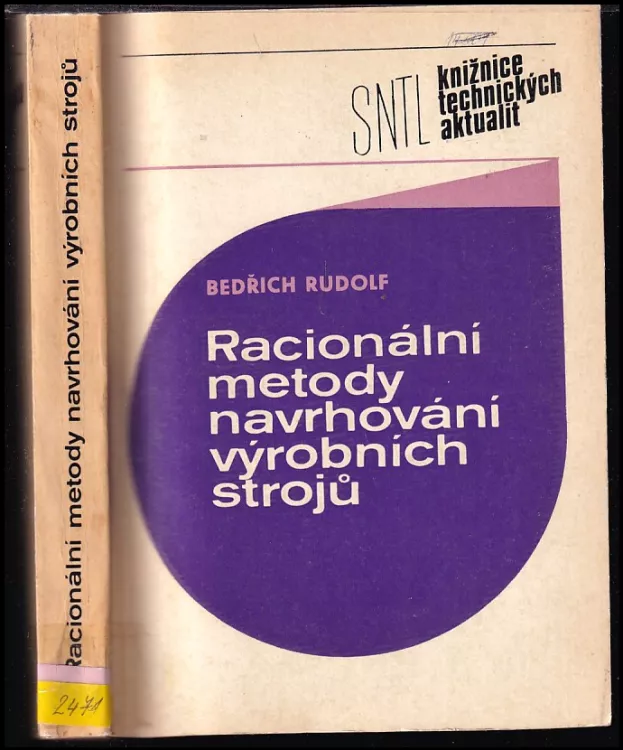 SNTL
knižnice
technických
aktualit
BEDŘICH RUDOLF
Racionální
metody
navrhování
výrobních
strojů
Racionální metody navrhování výrobních strojů
2471